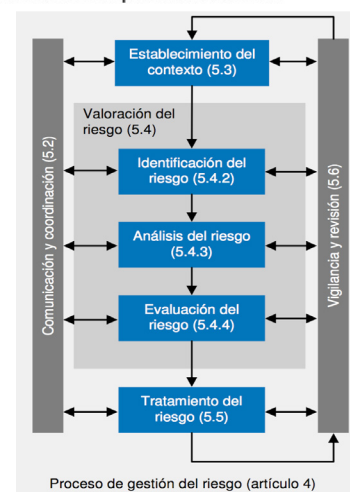 Establecimiento del
contexto (5.3)
Valoración del
riesgo (5.4)
Identificación del
riesgo (5.4.2)
Análisis del riesgo
(5.4.3)
Evaluación del
riesgo (5.4.4)
Tratamiento del
riesgo (5.5)
Comunicación y coordinación (5.2)
Vigilancia y revisión (5.6)
Proceso de gestión del riesgo (artículo 4)